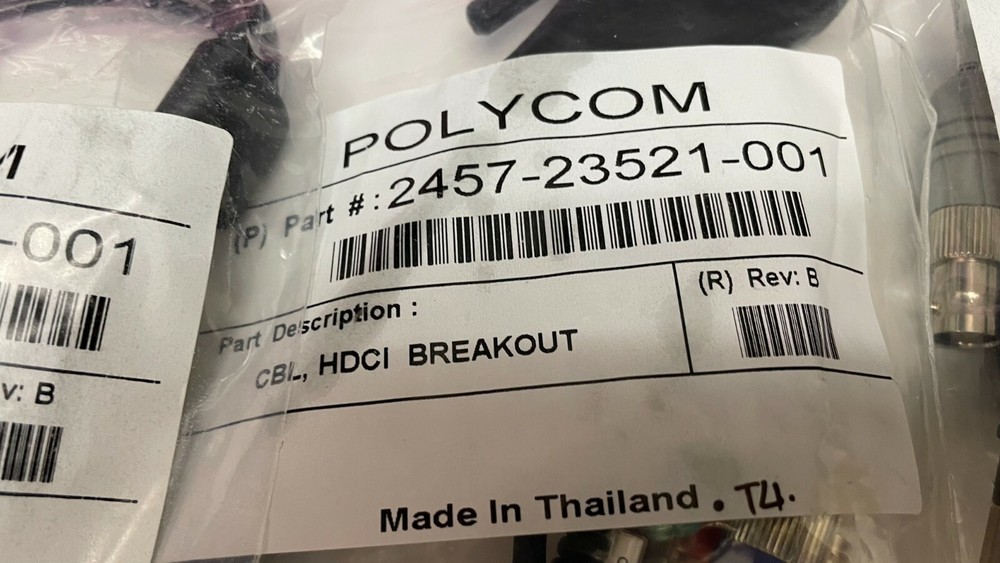 POLYCOM
(P) Part #: 2457-23521-001
Part Description :
(R) Rev: B
CBL, HDCI BREAKOUT
Made In Thailand . T4.
M
-001
v: B